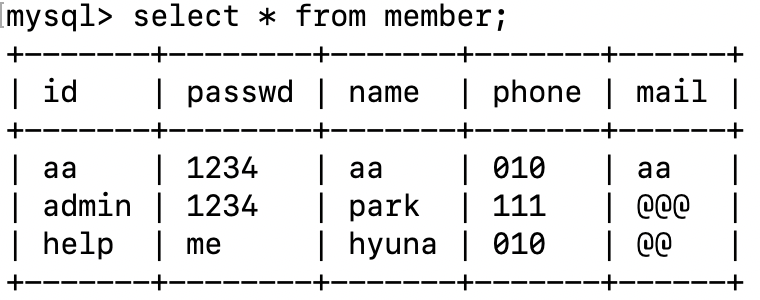 mysql> select * from member;
+-------+--------+-------+-------+------+
| id    | passwd | name  | phone | mail |
+-------+--------+-------+-------+------+
| aa    | 1234   | aa    | 010   | aa   |
| admin | 1234   | park  | 111   | @@@  |
| help  | me     | hyuna | 010   | @@   |
+-------+--------+-------+-------+------+